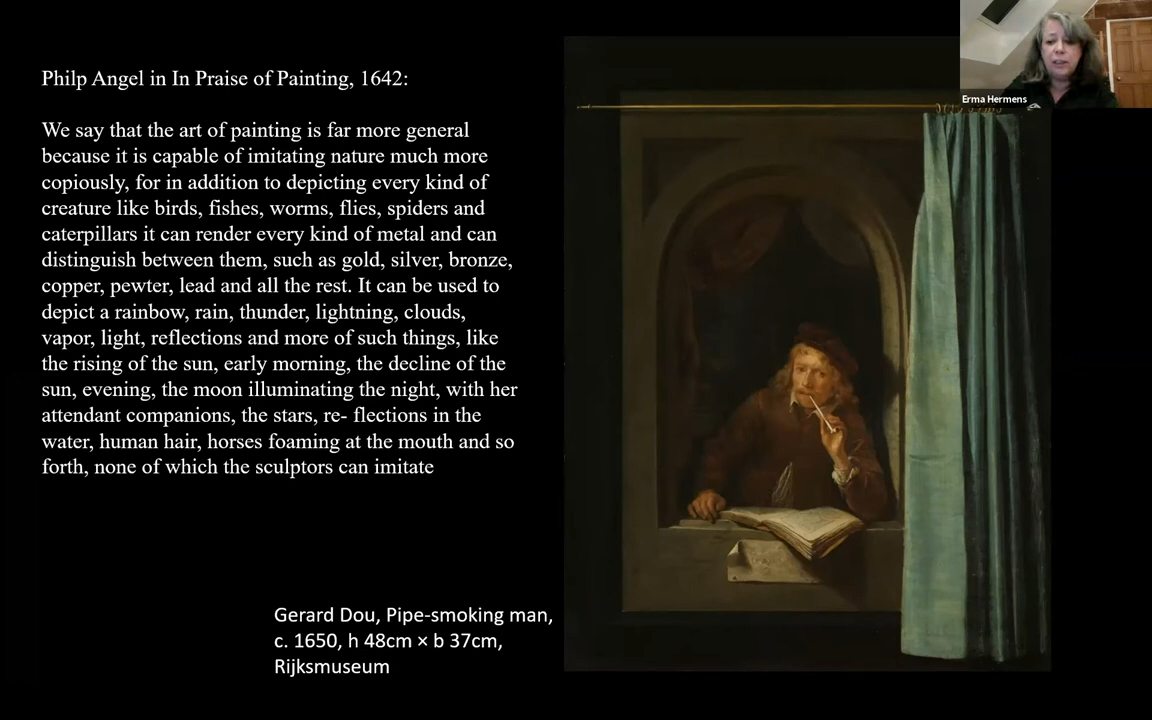 Philp Angel in In Praise of Painting, 1642:
We say that the art of painting is far more general
because it is capable of imitating nature much more
copiously, for in addition to depicting every kind of
creature like birds, fishes, worms, flies, spiders and
caterpillars it can render every kind of metal and can
distinguish between them, such as gold, silver, bronze,
copper, pewter, lead and all the rest. It can be used to
depict a rainbow, rain, thunder, lightning, clouds,
vapor, light, reflections and more of such things, like
the rising of the sun, early morning, the decline of the
sun, evening, the moon illuminating the night, with her
attendant companions, the stars, re- flections in the
water, human hair, horses foaming at the mouth and so
forth, none of which the sculptors can imitate
Gerard Dou, Pipe-smoking man,
c. 1650, h 48cm × b 37cm,
Rijksmuseum
Erma Hermens